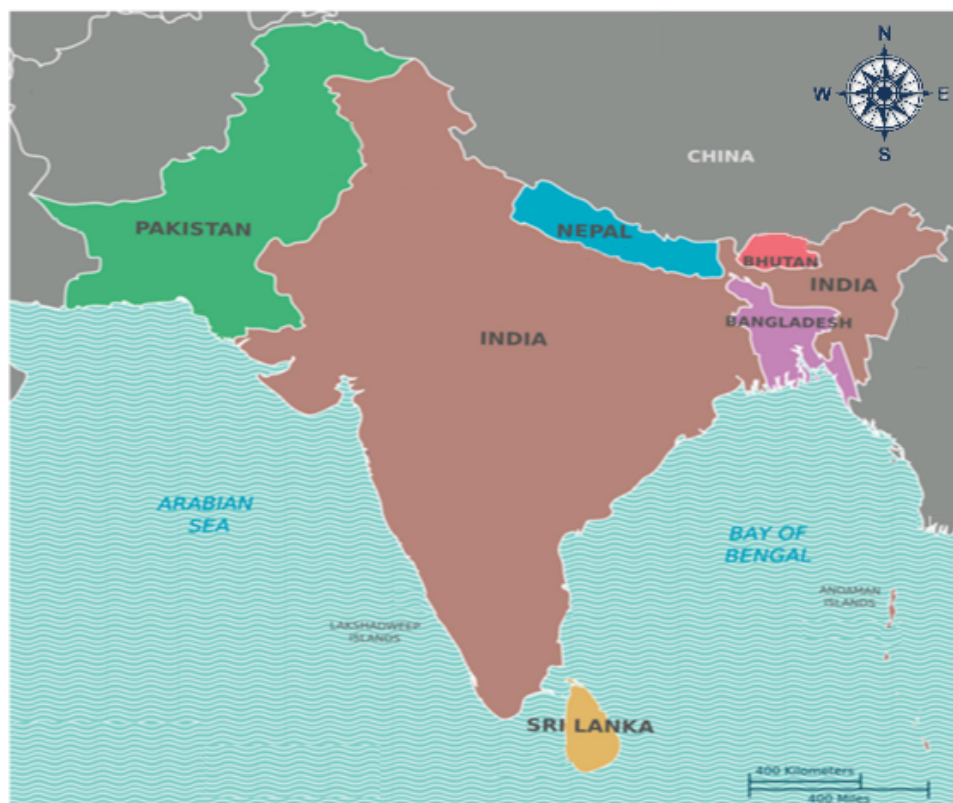 N
W
E
S
CHINA
PAKISTAN
NEPAL
BHUTAN
INDIA
BANGLADESH
INDIA
ARABIAN
SEA
BAY OF
BENGAL
ANDAMAN
ISLANDS
LAKSHADWEEP
ISLANDS
SRI LANKA
400 Kilometers
400 Miles